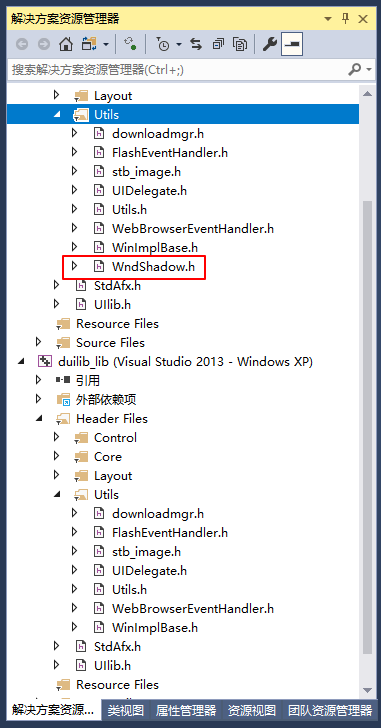 解决方案资源管理器
搜索解决方案资源管理器(Ctrl+;)
Layout
Utils
downloadmgr.h
FlashEventHandler.h
stb_image.h
UIDelegate.h
Utils.h
WebBrowserEventHandler.h
WinImplBase.h
WndShadow.h
StdAfx.h
UIlib.h
Resource Files
Source Files
duilib_lib (Visual Studio 2013 - Windows XP)
引用
外部依赖项
Header Files
Control
Core
Layout
Utils
downloadmgr.h
FlashEventHandler.h
stb_image.h
UIDelegate.h
Utils.h
WebBrowserEventHandler.h
WinImplBase.h
StdAfx.h
UIlib.h
Resource Files
解决方案资源... 类视图 属性管理器 资源视图 团队资源管理器